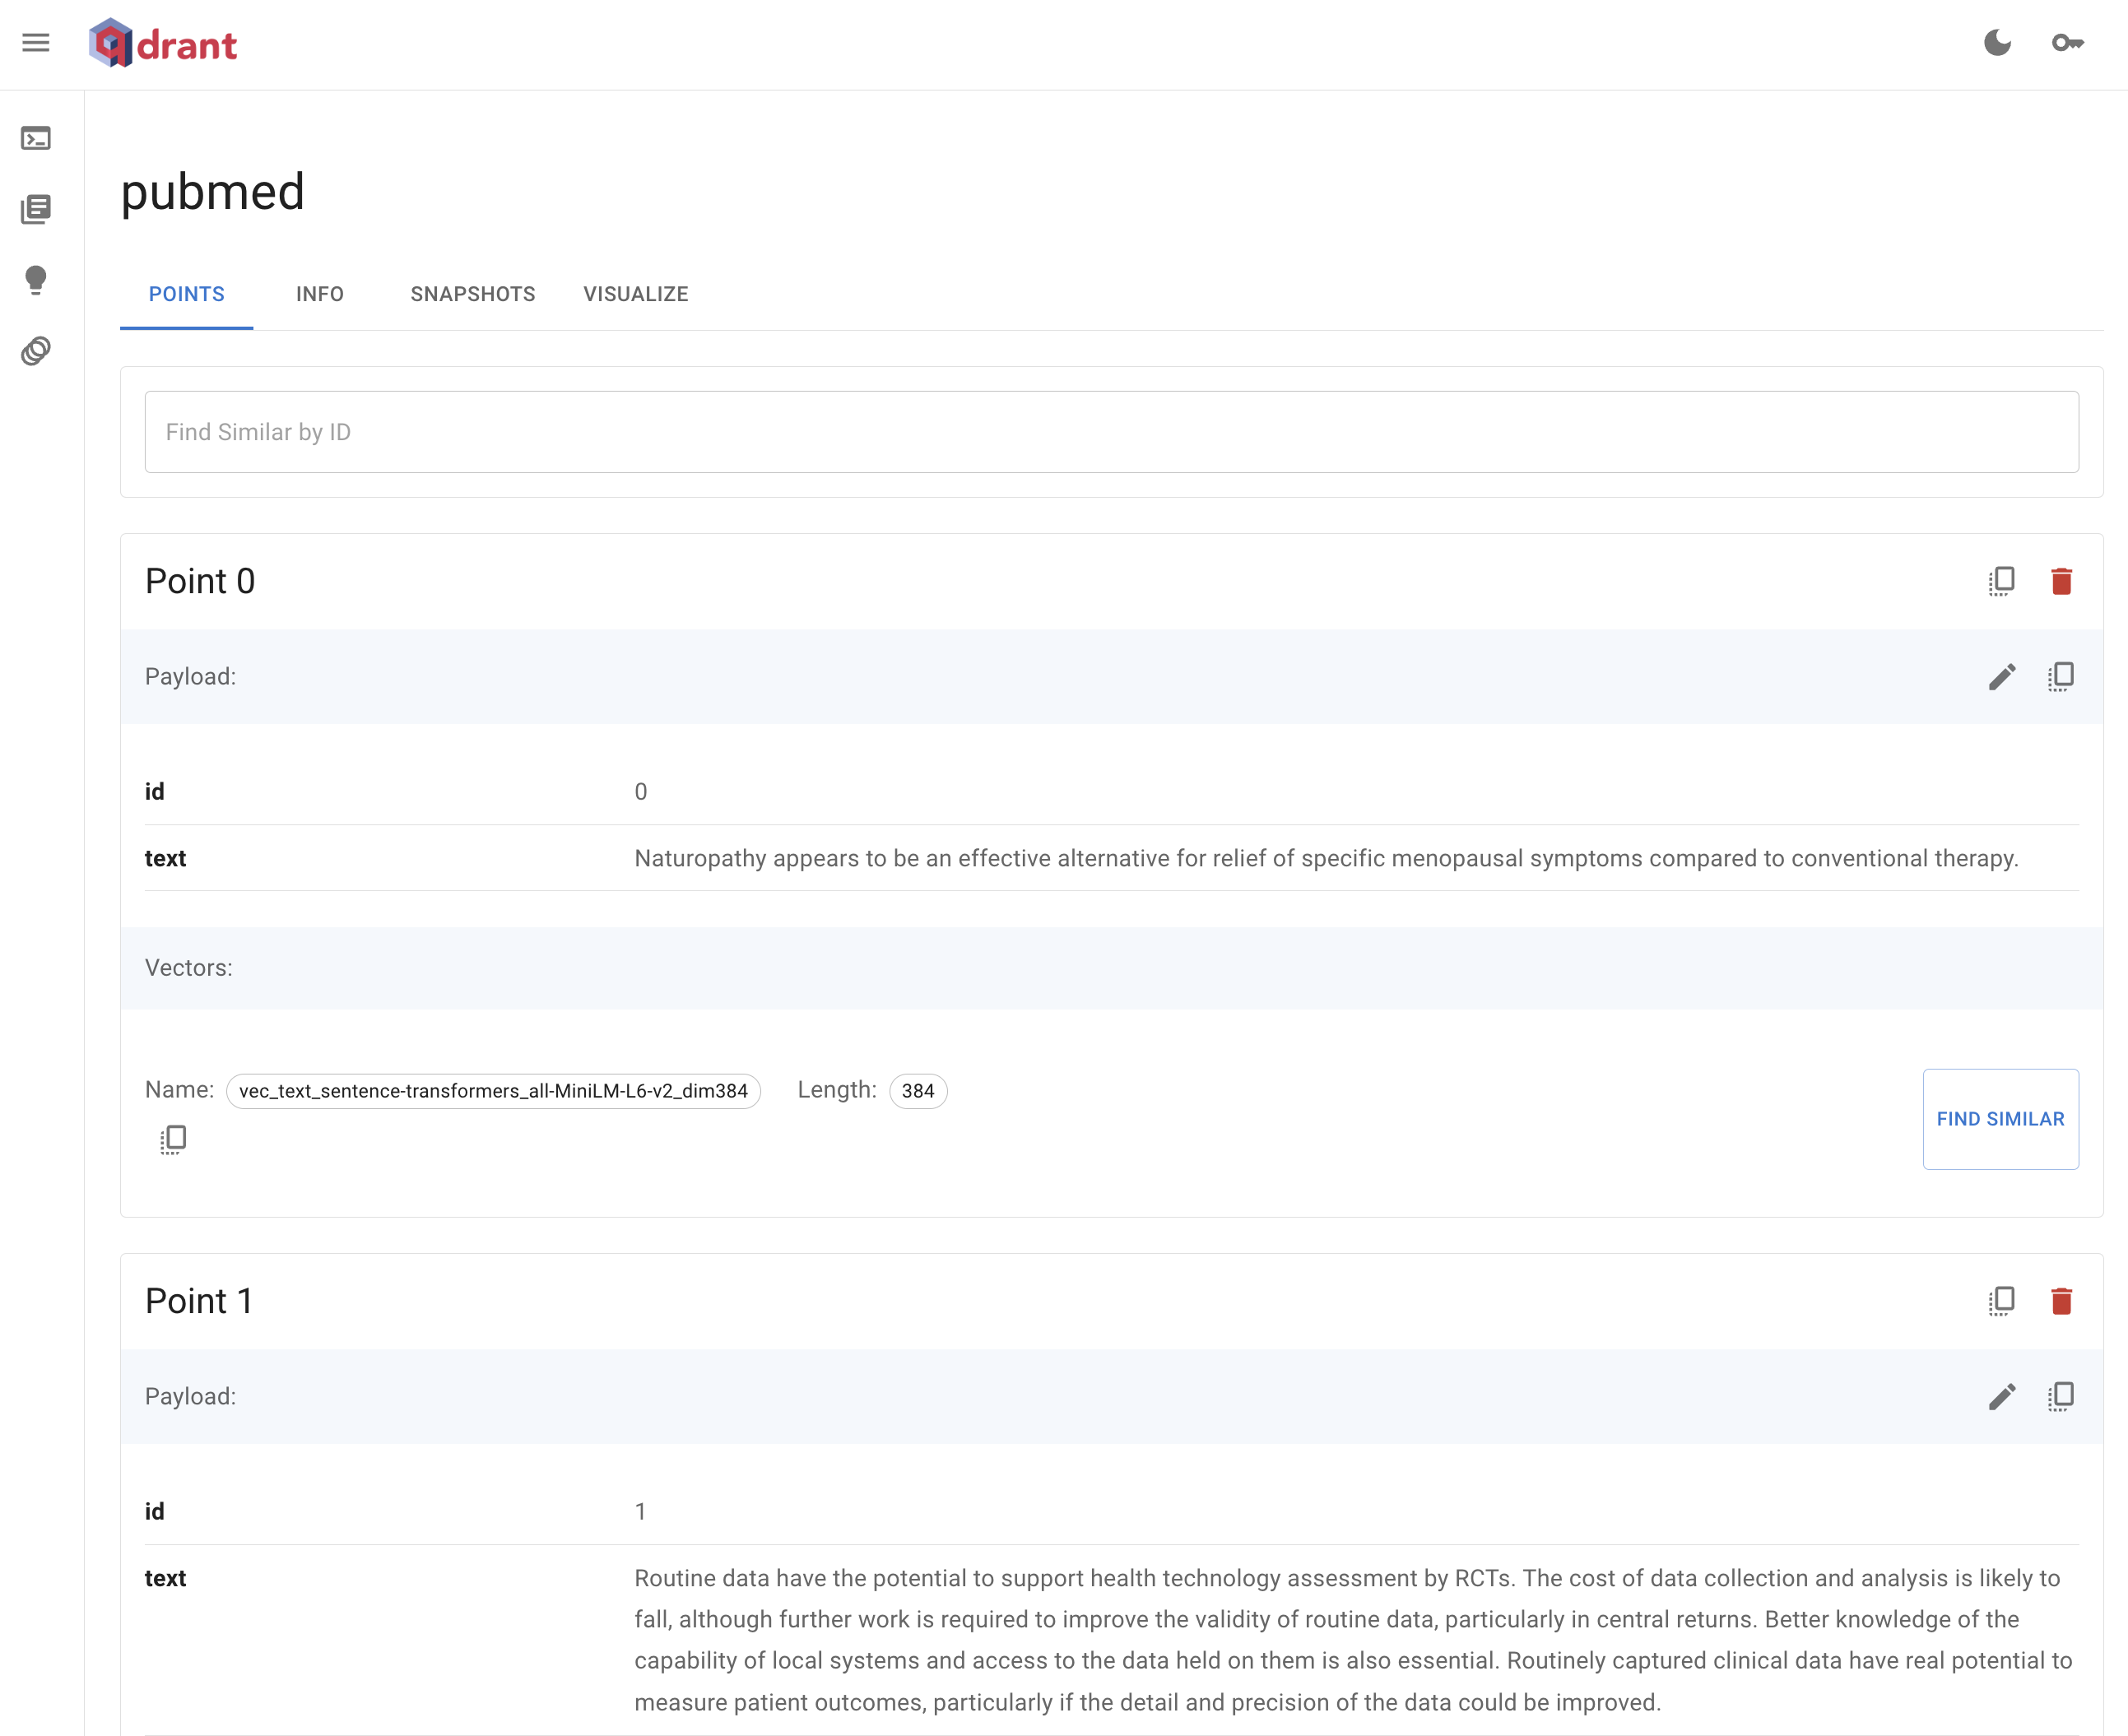 qdrant
pubmed
POINTS INFO SNAPSHOTS VISUALIZE
Find Similar by ID
Point 0
Payload:
id 0
text Naturopathy appears to be an effective alternative for relief of specific menopausal symptoms compared to conventional therapy.
Vectors:
Name: vec_text_sentence-transformers_all-MiniLM-L6-v2_dim384 Length: 384
FIND SIMILAR
Point 1
Payload:
id 1
text Routine data have the potential to support health technology assessment by RCTs. The cost of data collection and analysis is likely to
fall, although further work is required to improve the validity of routine data, particularly in central returns. Better knowledge of the
capability of local systems and access to the data held on them is also essential. Routinely captured clinical data have real potential to
measure patient outcomes, particularly if the detail and precision of the data could be improved.